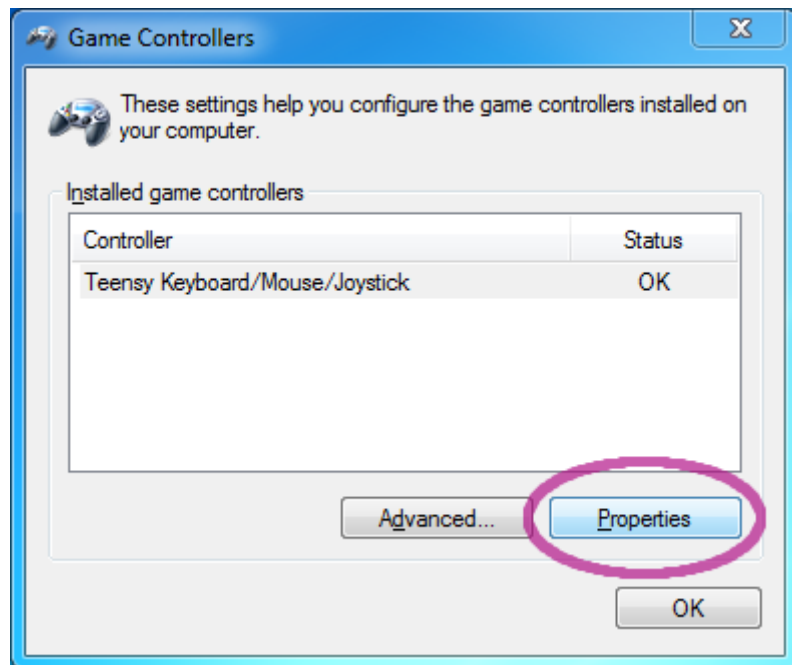 Game Controllers
These settings help you configure the game controllers installed on
your computer.
Installed game controllers
Controller Status
Teensy Keyboard/Mouse/Joystick OK
Advanced... Properties
OK